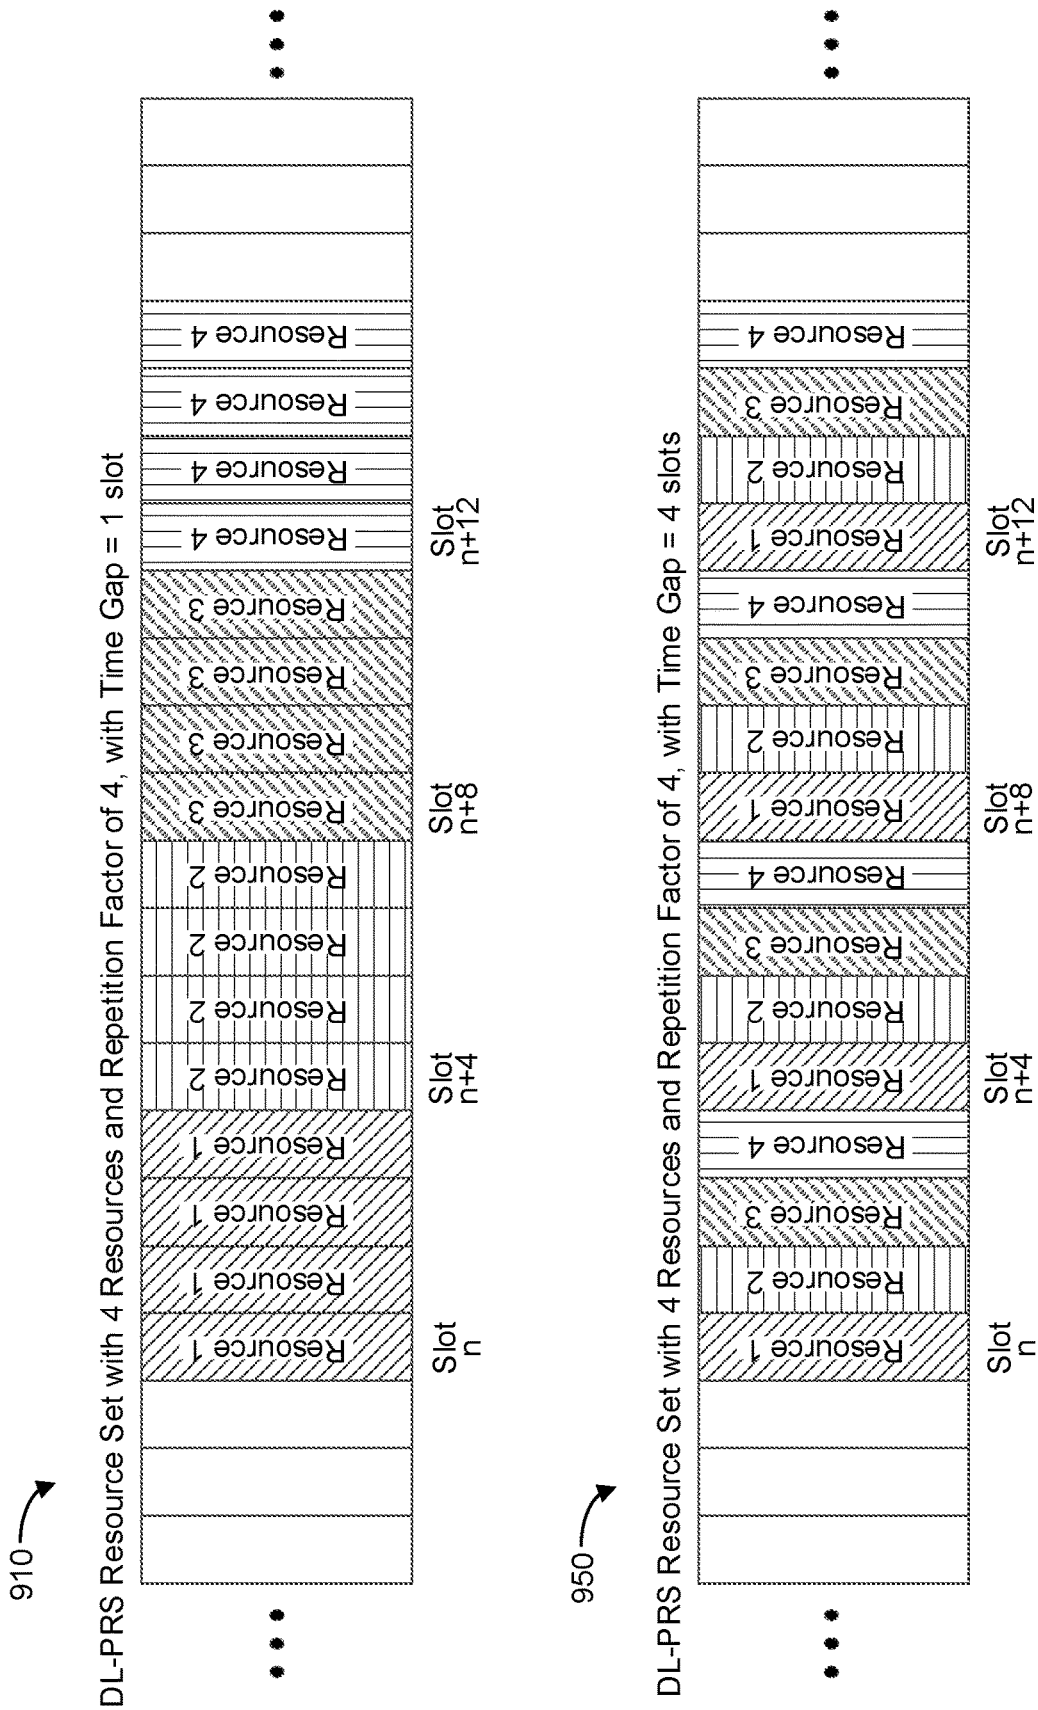 910
DL-PRS Resource Set with 4 Resources and Repetition Factor of 4, with Time Gap = 1 slot
Resource 1
Resource 1
Resource 1
Resource 1
Resource 2
Resource 2
Resource 2
Resource 2
Resource 3
Resource 3
Resource 3
Resource 3
Resource 4
Resource 4
Resource 4
Resource 4
Slot
n
Slot
n+4
Slot
n+8
Slot
n+12
950
DL-PRS Resource Set with 4 Resources and Repetition Factor of 4, with Time Gap = 4 slots
Resource 1
Resource 2
Resource 3
Resource 4
Resource 1
Resource 2
Resource 3
Resource 4
Resource 1
Resource 2
Resource 3
Resource 4
Resource 1
Resource 2
Resource 3
Resource 4
Slot
n
Slot
n+4
Slot
n+8
Slot
n+12